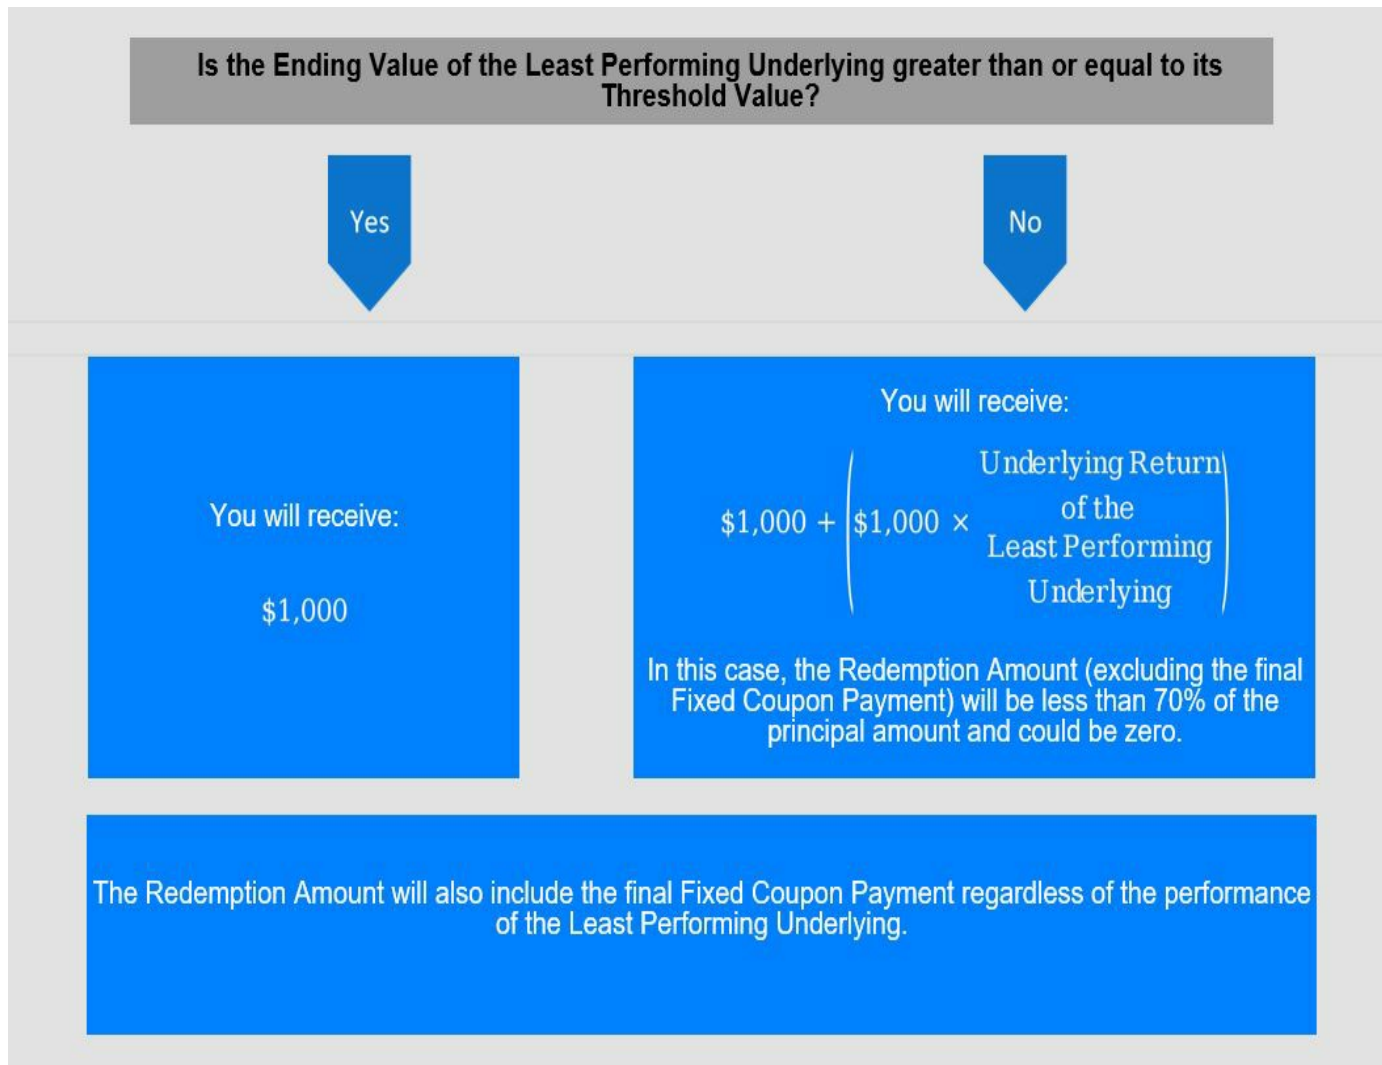 Is the Ending Value of the Least Performing Underlying greater than or equal to its
Threshold Value?
Yes
No
You will receive:
$1,000
You will receive:
$1,000 + ($1,000 × Underlying Return
of the
Least Performing
Underlying)
In this case, the Redemption Amount (excluding the final
Fixed Coupon Payment) will be less than 70% of the
principal amount and could be zero.
The Redemption Amount will also include the final Fixed Coupon Payment regardless of the performance
of the Least Performing Underlying.